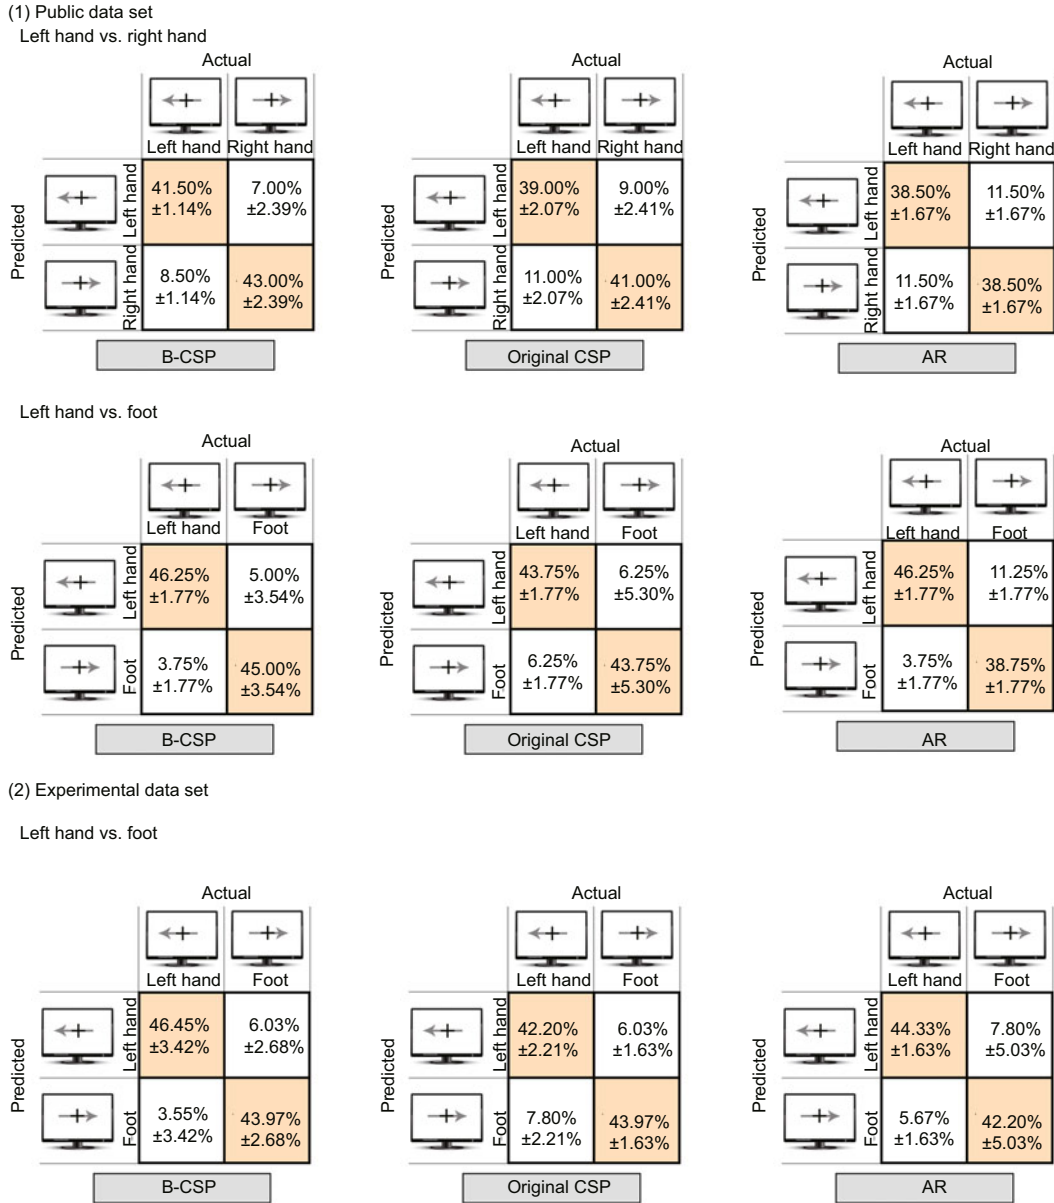 (1) Public data set
Left hand vs. right hand
Actual
Left hand Right hand
Predicted
Left hand
41.50% ±1.14%
7.00% ±2.39%
Right hand
8.50% ±1.14%
43.00% ±2.39%
B-CSP
Actual
Left hand Right hand
Predicted
Left hand
39.00% ±2.07%
9.00% ±2.41%
Right hand
11.00% ±2.07%
41.00% ±2.41%
Original CSP
Actual
Left hand Right hand
Predicted
Left hand
38.50% ±1.67%
11.50% ±1.67%
Right hand
11.50% ±1.67%
38.50% ±1.67%
AR
Left hand vs. foot
Actual
Left hand Foot
Predicted
Left hand
46.25% ±1.77%
5.00% ±3.54%
Foot
3.75% ±1.77%
45.00% ±3.54%
B-CSP
Actual
Left hand Foot
Predicted
Left hand
43.75% ±1.77%
6.25% ±5.30%
Foot
6.25% ±1.77%
43.75% ±5.30%
Original CSP
Actual
Left hand Foot
Predicted
Left hand
46.25% ±1.77%
11.25% ±1.77%
Foot
3.75% ±1.77%
38.75% ±1.77%
AR
(2) Experimental data set
Left hand vs. foot
Actual
Left hand Foot
Predicted
Left hand
46.45% ±3.42%
6.03% ±2.68%
Foot
3.55% ±3.42%
43.97% ±2.68%
B-CSP
Actual
Left hand Foot
Predicted
Left hand
42.20% ±2.21%
6.03% ±1.63%
Foot
7.80% ±2.21%
43.97% ±1.63%
Original CSP
Actual
Left hand Foot
Predicted
Left hand
44.33% ±1.63%
7.80% ±5.03%
Foot
5.67% ±1.63%
42.20% ±5.03%
AR